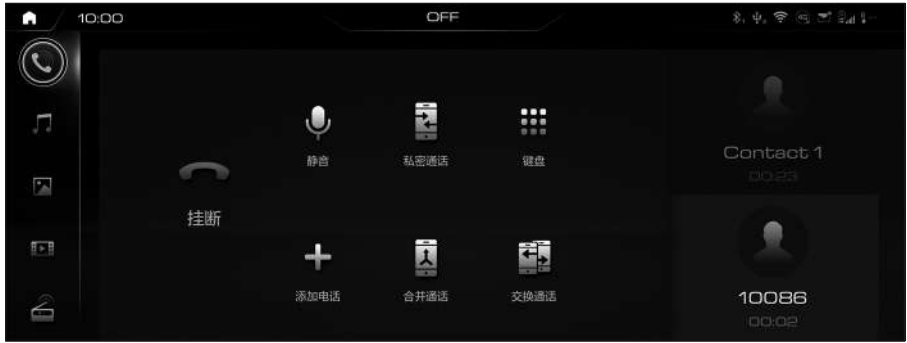 10:00
OFF
静音
私密通话
键盘
挂断
添加电话
合并通话
交换通话
Contact 1
00:23
10086
00:02